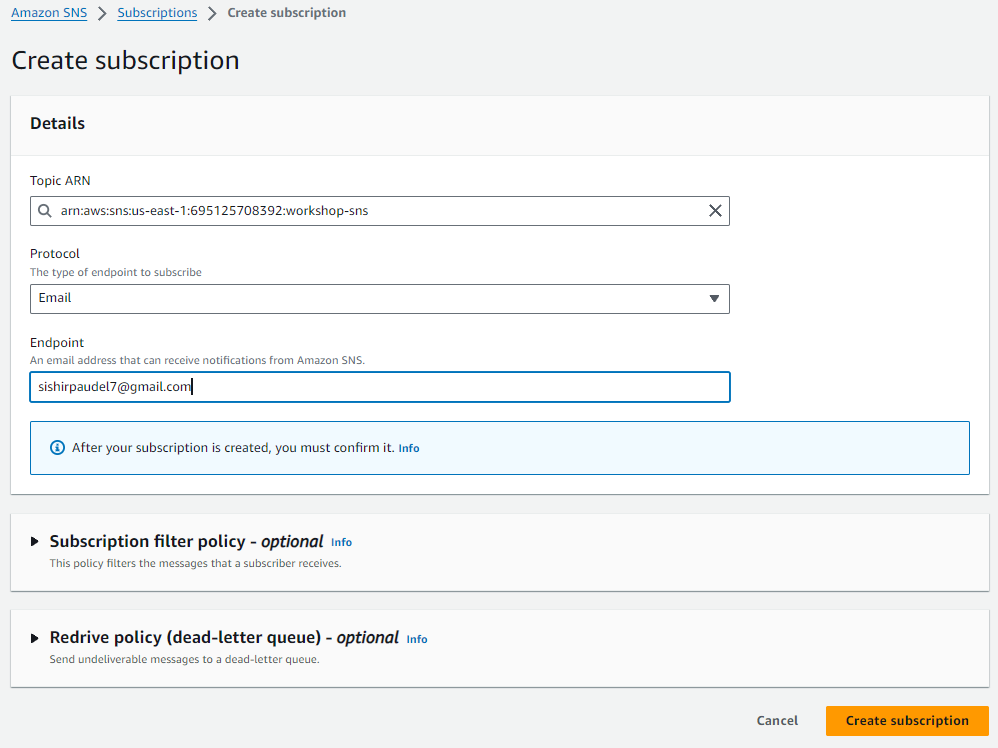 Amazon SNS > Subscriptions > Create subscription
Create subscription
Details
Topic ARN
arn:aws:sns:us-east-1:695125708392:workshop-sns
Protocol
The type of endpoint to subscribe
Email
Endpoint
An email address that can receive notifications from Amazon SNS.
sishirpaudel7@gmail.com
After your subscription is created, you must confirm it. Info
Subscription filter policy - optional Info
This policy filters the messages that a subscriber receives.
Redrive policy (dead-letter queue) - optional Info
Send undeliverable messages to a dead-letter queue.
Cancel Create subscription